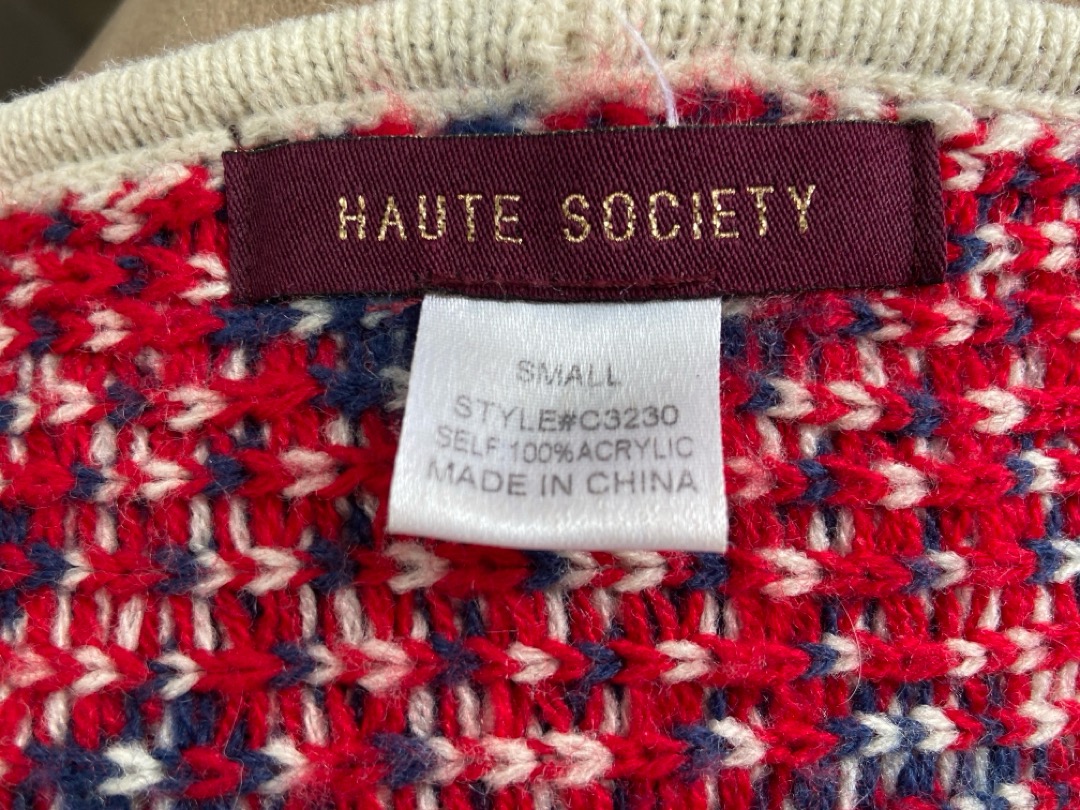 HAUTE SOCIETY
SMALL
STYLE#C3230
SELF:100%ACRYLIC
MADE IN CHINA